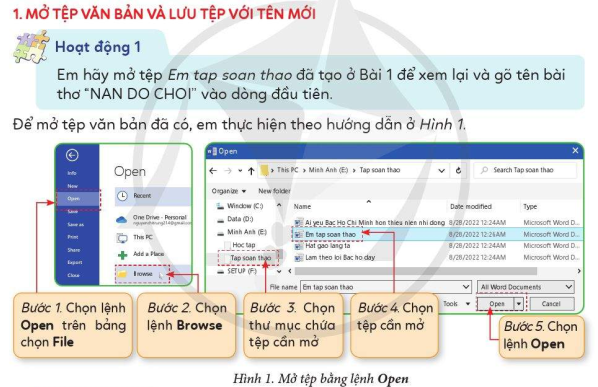 1. MỞ TỆP VĂN BẢN VÀ LƯU TỆP VỚI TÊN MỚI
Hoạt động 1
Em hãy mở tệp Em tap soan thao đã tạo ở Bài 1 để xem lại và gõ tên bài
thơ “NAN DO CHOI” vào dòng đầu tiên.
Để mở tệp văn bản đã có, em thực hiện theo hướng dẫn ở Hình 1.
Info
New
Open
Save
Save as
Print
Share
Export
Close
Open
Recent
One Drive - Personal
This PC
Add a Place
Browse
Open
This PC > Minh Anh (E:) > Tap soan thao
Search Tap soan thao
Organize
New folder
Window (C:)
Data (D:)
Minh Anh (E:)
Hoc tap
Tap soan thao
SETUP (F:)
Name Date modified Type
Ai yeu Bac Ho Chi Minh hon thieu nien nhi dong 8/28/2022 12:24AM Microsoft Word D...
Em tap soan thao 8/28/2022 12:24AM Microsoft Word D...
Hat gao lang ta 8/28/2022 12:24AM Microsoft Word D...
Lam theo loi Bac ho day 8/28/2022 12:24AM Microsoft Word D...
File name Em tap soan thao
All Word Documents
Tools Open Cancel
Bước 1. Chọn lệnh
Open trên bảng
chọn File
Bước 2. Chọn
lệnh Browse
Bước 3. Chọn
thư mục chứa
tệp cần mở
Bước 4. Chọn
tệp cần mở
Bước 5. Chọn
lệnh Open
Hình 1. Mở tệp bằng lệnh Open